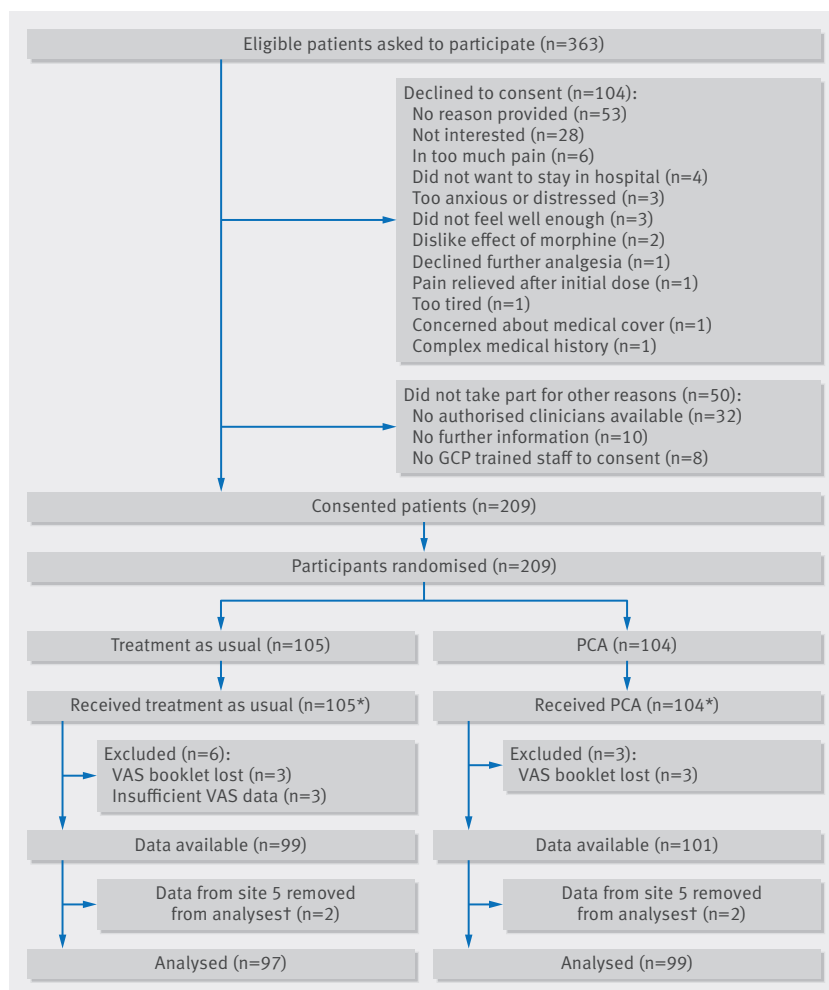 Eligible patients asked to participate (n=363)
Declined to consent (n=104):
No reason provided (n=53)
Not interested (n=28)
In too much pain (n=6)
Did not want to stay in hospital (n=4)
Too anxious or distressed (n=3)
Did not feel well enough (n=3)
Dislike effect of morphine (n=2)
Declined further analgesia (n=1)
Pain relieved after initial dose (n=1)
Too tired (n=1)
Concerned about medical cover (n=1)
Complex medical history (n=1)
Did not take part for other reasons (n=50):
No authorised clinicians available (n=32)
No further information (n=10)
No GCP trained staff to consent (n=8)
Consented patients (n=209)
Participants randomised (n=209)
Treatment as usual (n=105)
PCA (n=104)
Received treatment as usual (n=105*)
Received PCA (n=104*)
Excluded (n=6):
VAS booklet lost (n=3)
Insufficient VAS data (n=3)
Excluded (n=3):
VAS booklet lost (n=3)
Data available (n=99)
Data available (n=101)
Data from site 5 removed
from analyses† (n=2)
Data from site 5 removed
from analyses† (n=2)
Analysed (n=97)
Analysed (n=99)